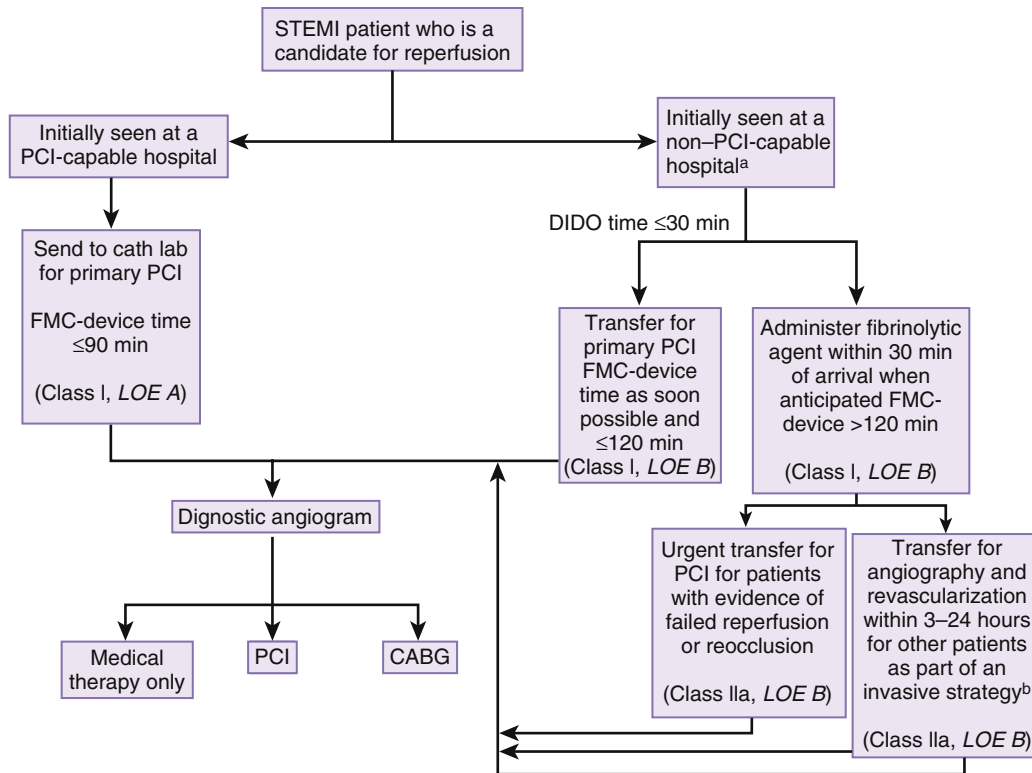 STEMI patient who is a
candidate for reperfusion
Initially seen at a
PCI-capable hospital
Initially seen at a
non–PCI-capable
hospitalᵃ
DIDO time ≤30 min
Send to cath lab
for primary PCI
FMC-device time
≤90 min
(Class I, LOE A)
Transfer for
primary PCI
FMC-device
time as soon
possible and
≤120 min
(Class I, LOE B)
Administer fibrinolytic
agent within 30 min
of arrival when
anticipated FMC-
device >120 min
(Class I, LOE B)
Dignostic angiogram
Medical
therapy only
PCI
CABG
Urgent transfer for
PCI for patients
with evidence of
failed reperfusion
or reocclusion
(Class IIa, LOE B)
Transfer for
angiography and
revascularization
within 3–24 hours
for other patients
as part of an
invasive strategyᵇ
(Class IIa, LOE B)